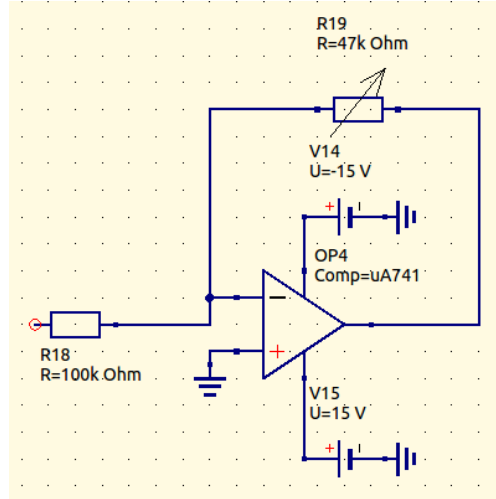 R19
R=47k Ohm
V14
U=-15 V
OP4
Comp=uA741
R18
R=100k Ohm
V15
U=15 V